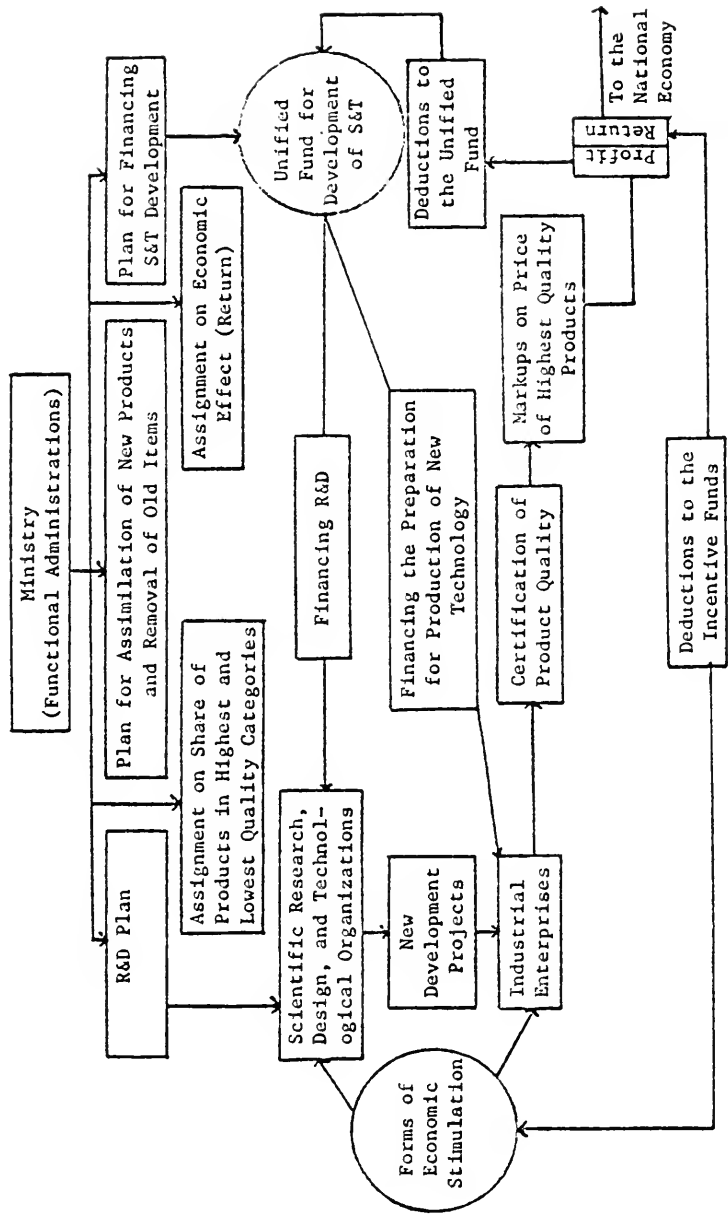 Ministry
(Functional Administrations)
R&D Plan
Plan for Assimilation of New Products
and Removal of Old Items
Plan for Financing
S&T Development
Assignment on Share of
Products in Highest and
Lowest Quality Categories
Assignment on Economic
Effect (Return)
Scientific Research,
Design, and Technol-
ogical Organizations
Financing R&D
Unified
Fund for
Development
of S&T
New
Development
Projects
Financing the Preparation
for Production of New
Technology
Deductions to
the Unified
Fund
Forms of
Economic
Stimulation
Industrial
Enterprises
Certification of
Product Quality
Markups on Price
of Highest Quality
Products
Profit
Return
To the
National
Economy
Deductions to the
Incentive Funds